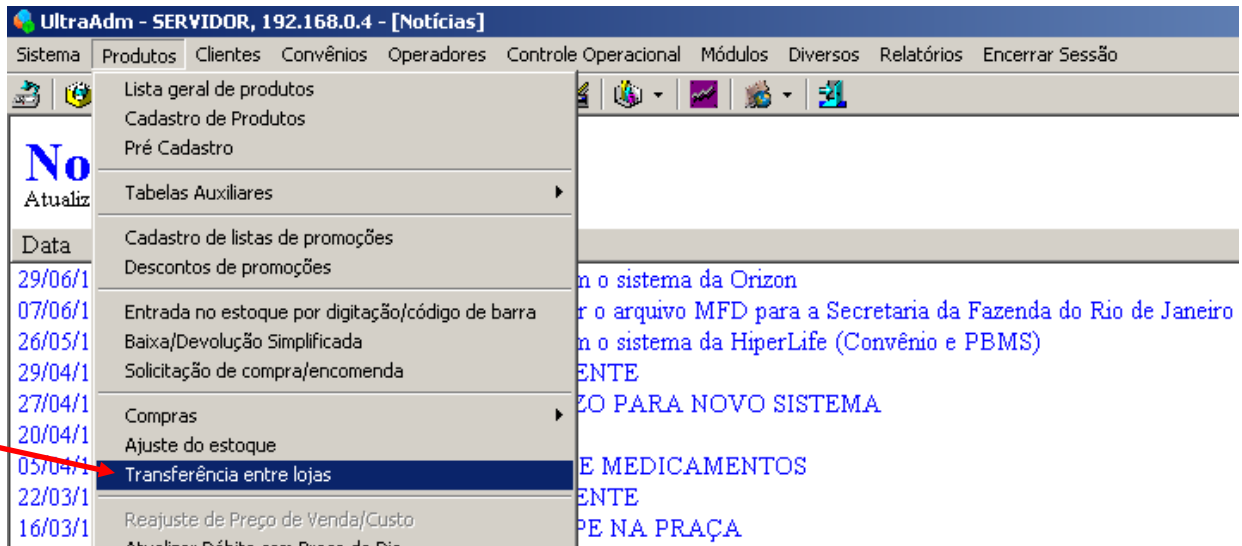 UltraAdm - SERVIDOR, 192.168.0.4 - [Notícias]
Sistema Produtos Clientes Convênios Operadores Controle Operacional Módulos Diversos Relatórios Encerrar Sessão
Lista geral de produtos
Cadastro de Produtos
Pré Cadastro
No
Atualiz
Tabelas Auxiliares
Data
Cadastro de listas de promoções
Descontos de promoções
29/06/1 m o sistema da Orizon
07/06/1 Entrada no estoque por digitação/código de barra r o arquivo MFD para a Secretaria da Fazenda do Rio de Janeiro
26/05/1 Baixa/Devolução Simplificada m o sistema da HiperLife (Convênio e PBMS)
29/04/1 Solicitação de compra/encomenda ENTE
27/04/1 Compras ZO PARA NOVO SISTEMA
20/04/1 Ajuste do estoque
05/04/1 Transferência entre lojas E MEDICAMENTOS
22/03/1 ENTE
16/03/1 Reajuste de Preço de Venda/Custo PE NA PRAÇA